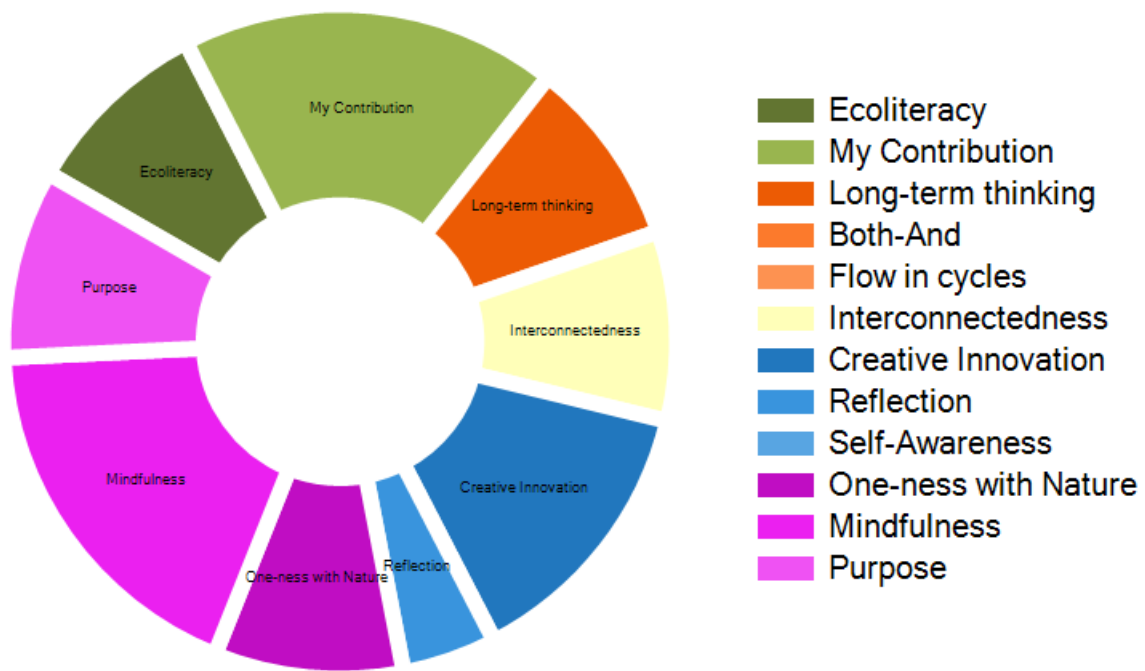 My Contribution
Ecoliteracy
Long-term thinking
Purpose
Interconnectedness
Mindfulness
Creative Innovation
Reflection
One-ness with Nature
Ecoliteracy
My Contribution
Long-term thinking
Both-And
Flow in cycles
Interconnectedness
Creative Innovation
Reflection
Self-Awareness
One-ness with Nature
Mindfulness
Purpose